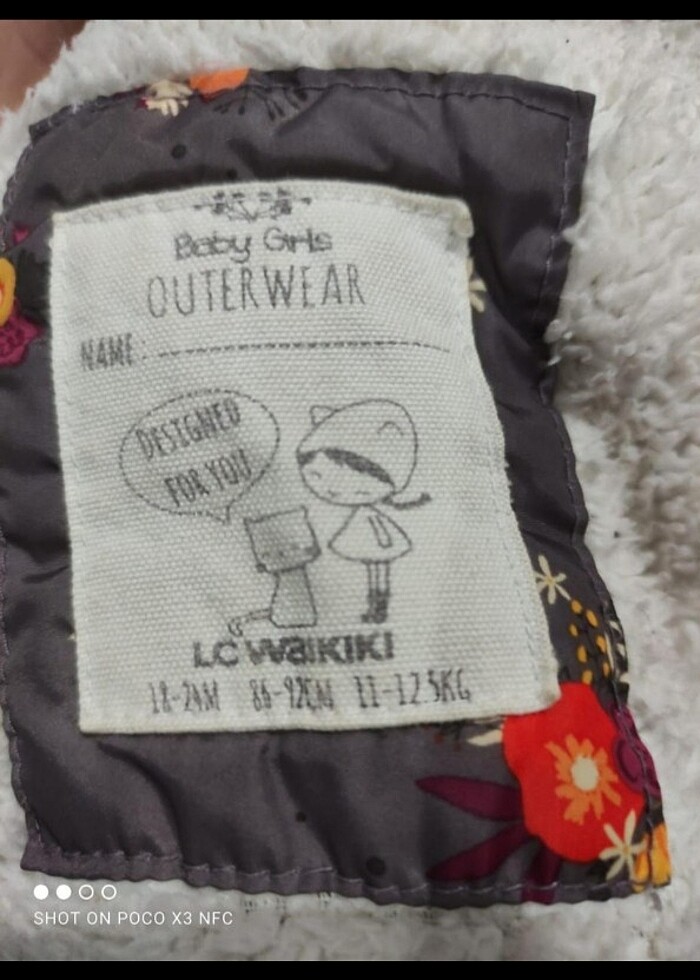 Baby Girls
OUTERWEAR
NAME:
DESIGNED
FOR YOU
LC WAIKIKI
18-24M 86-92CM 11-12.5KG
SHOT ON POCO X3 NFC